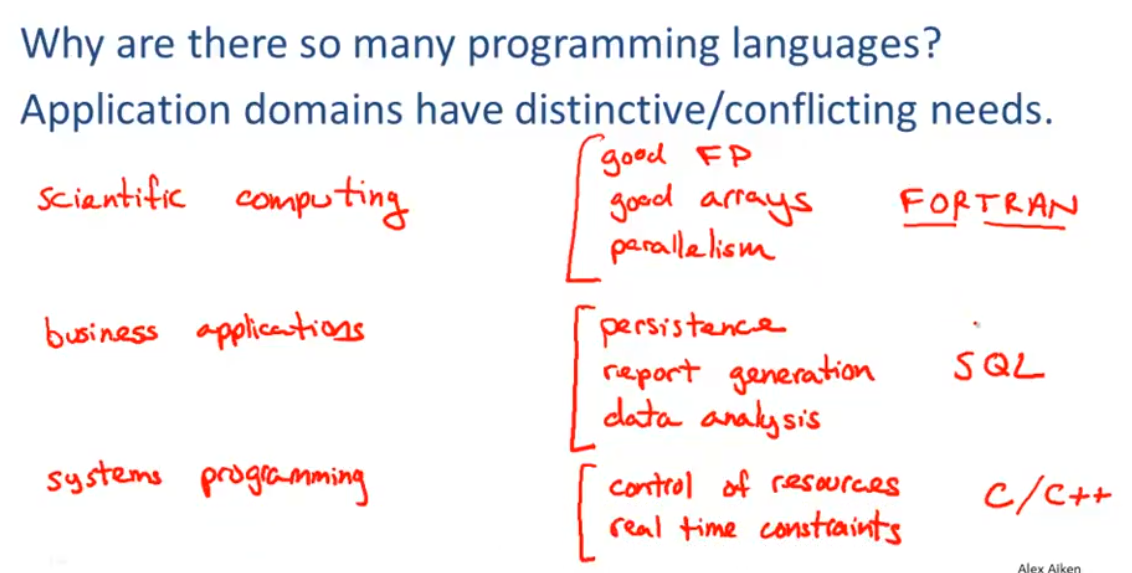 Why are there so many programming languages?
Application domains have distinctive/conflicting needs.
scientific computing
good FP
good arrays
parallelism
FORTRAN
business applications
persistence
report generation
data analysis
SQL
systems programming
control of resources
real time constraints
C/C++
Alex Aiken